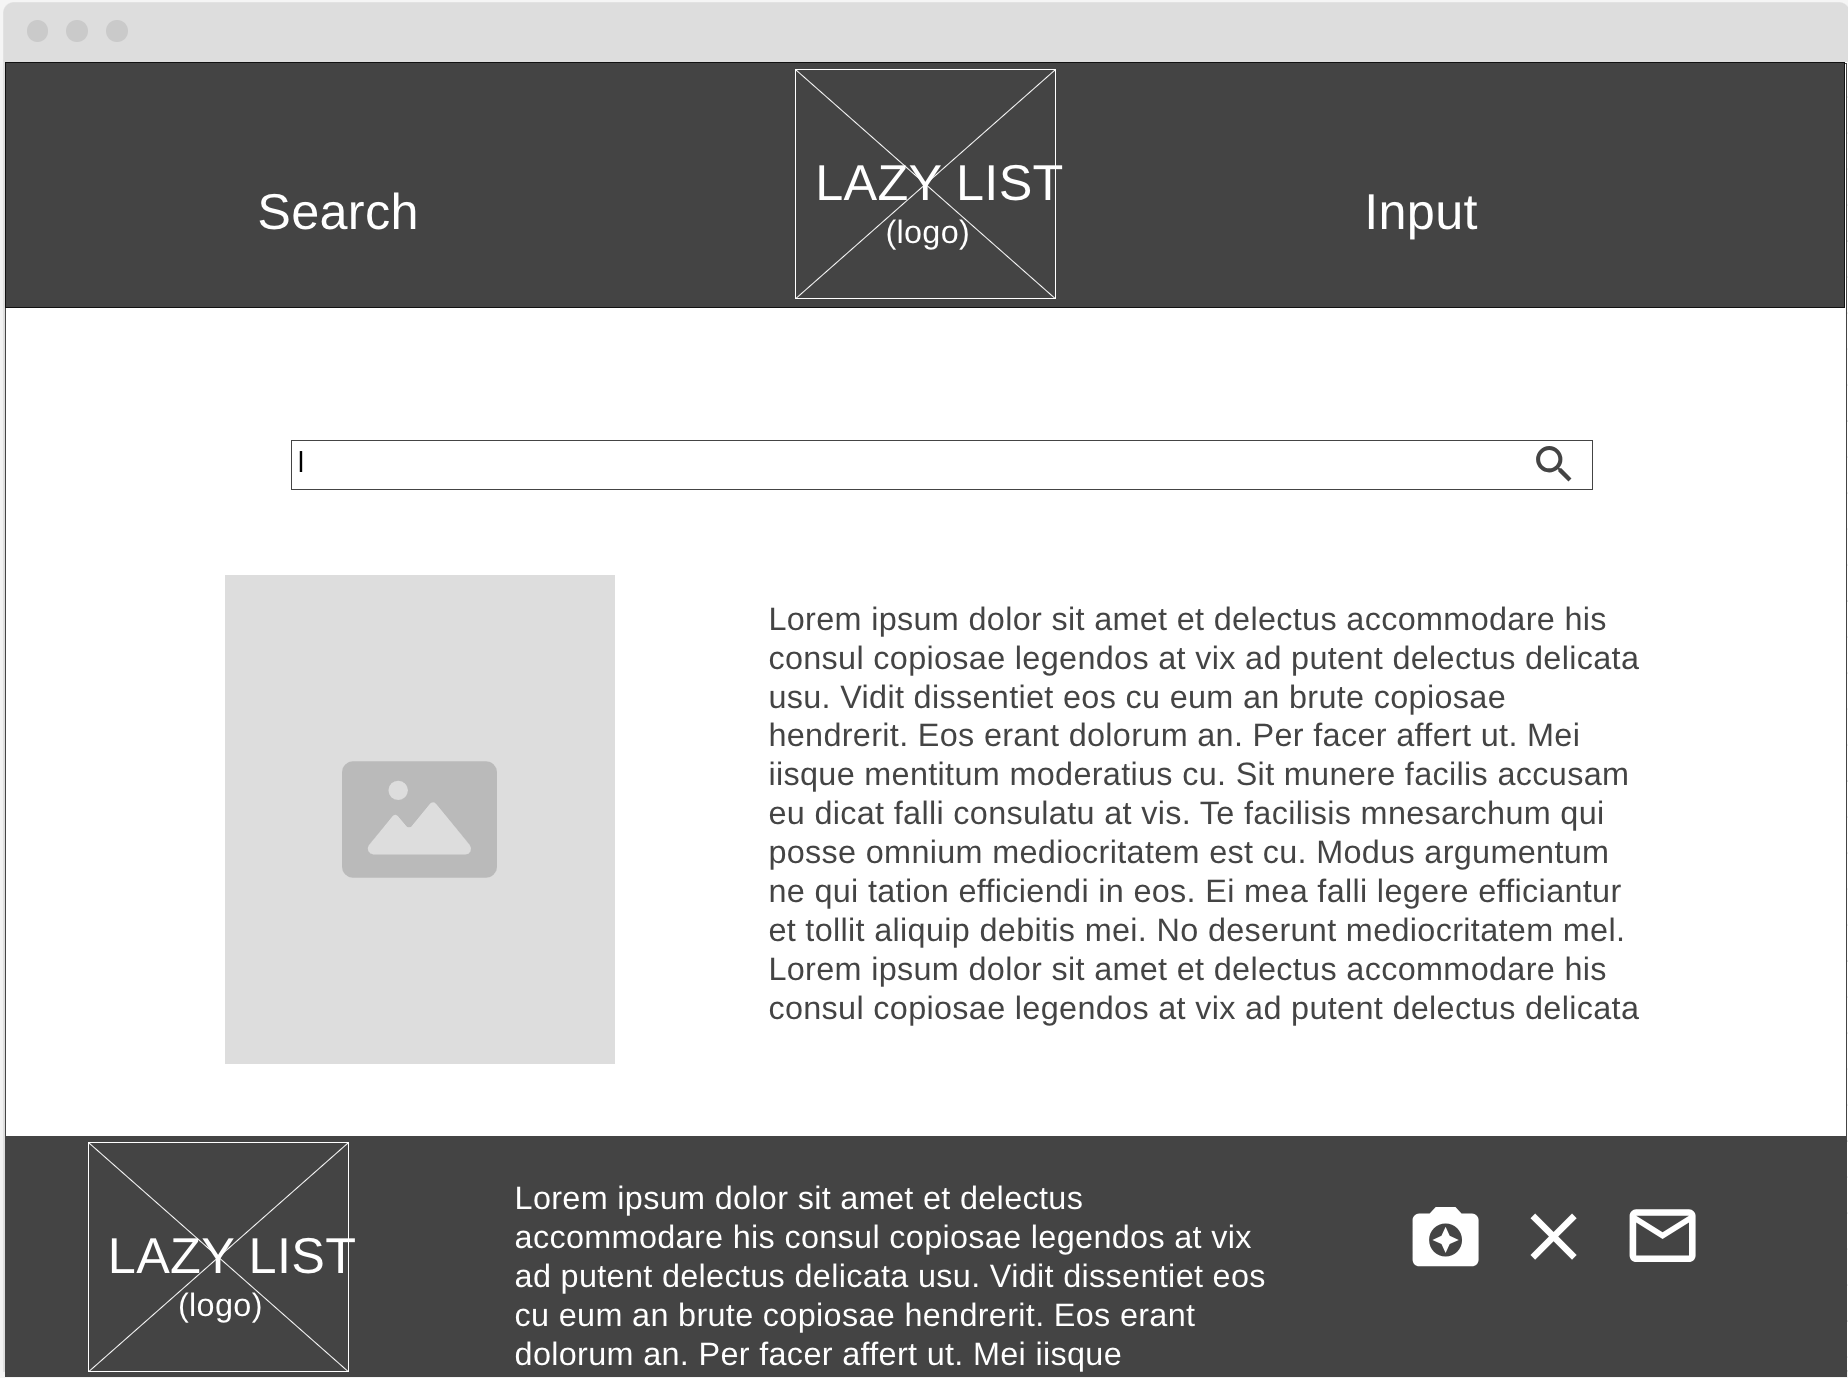 Search
LAZY LIST
(logo)
Input
Lorem ipsum dolor sit amet et delectus accommodare his
consul copiosae legendos at vix ad putent delectus delicata
usu. Vidit dissentiet eos cu eum an brute copiosae
hendrerit. Eos erant dolorum an. Per facer affert ut. Mei
iisque mentitum moderatius cu. Sit munere facilis accusam
eu dicat falli consulatu at vis. Te facilisis mnesarchum qui
posse omnium mediocritatem est cu. Modus argumentum
ne qui tation efficiendi in eos. Ei mea falli legere efficiantur
et tollit aliquip debitis mei. No deserunt mediocritatem mel.
Lorem ipsum dolor sit amet et delectus accommodare his
consul copiosae legendos at vix ad putent delectus delicata
LAZY LIST
(logo)
Lorem ipsum dolor sit amet et delectus
accommodare his consul copiosae legendos at vix
ad putent delectus delicata usu. Vidit dissentiet eos
cu eum an brute copiosae hendrerit. Eos erant
dolorum an. Per facer affert ut. Mei iisque